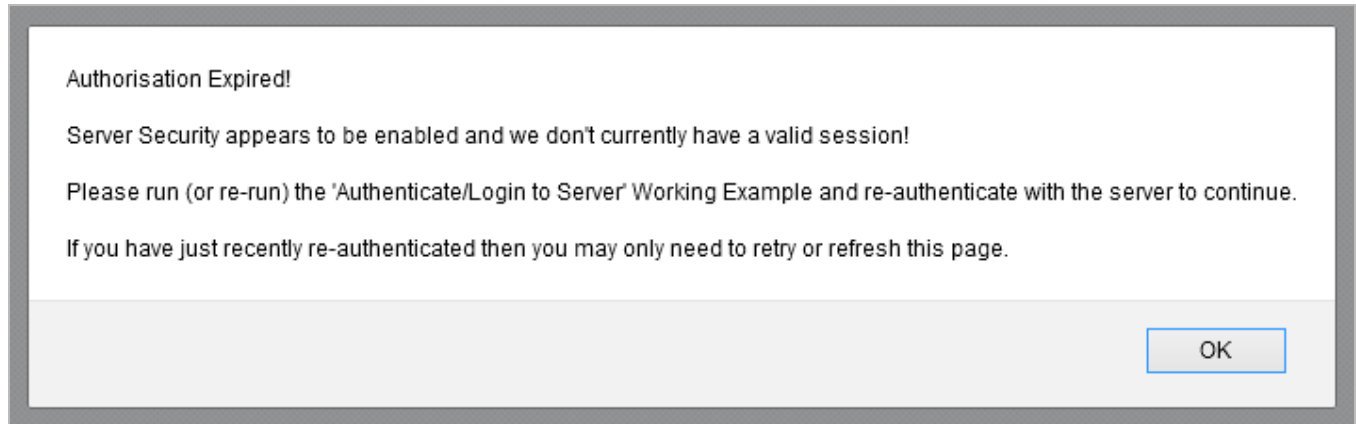 Authorisation Expired!
Server Security appears to be enabled and we don't currently have a valid session!
Please run (or re-run) the 'Authenticate/Login to Server' Working Example and re-authenticate with the server to continue.
If you have just recently re-authenticated then you may only need to retry or refresh this page.
OK